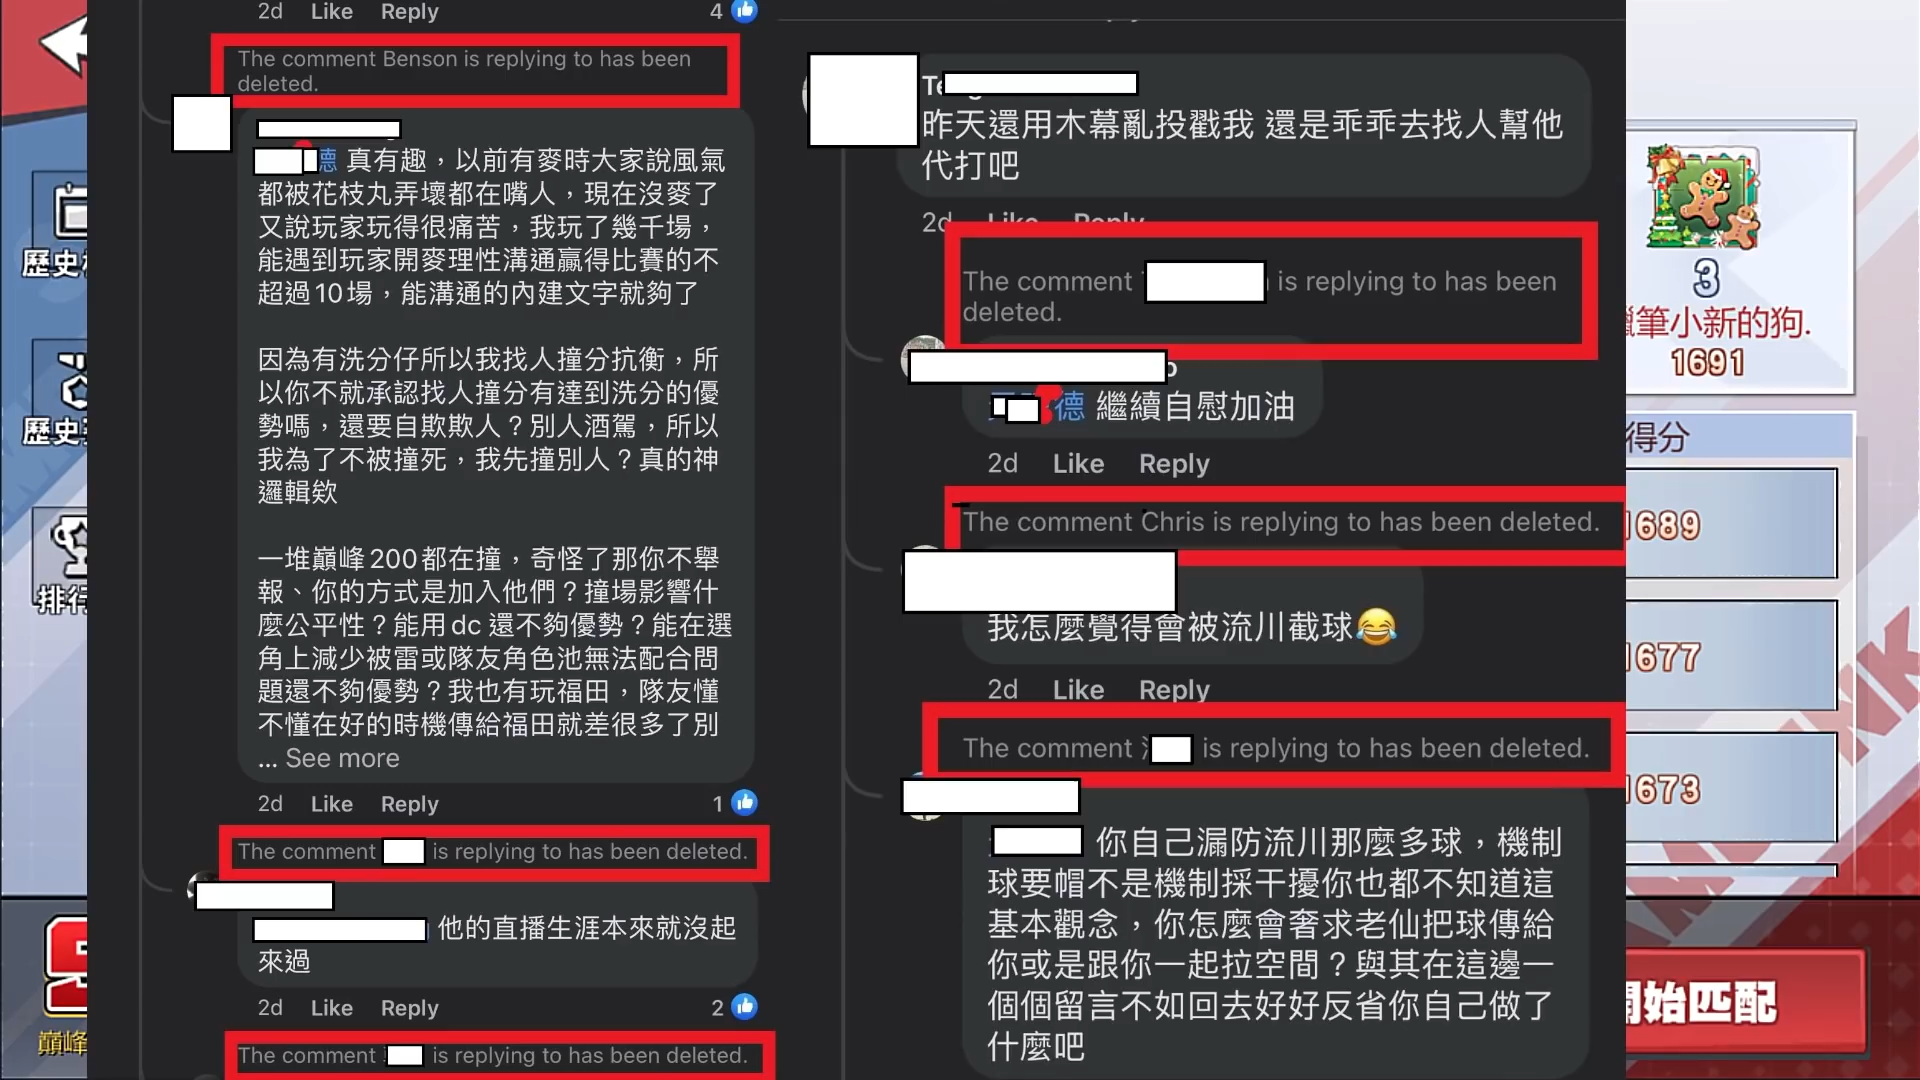 2d Like Reply 4
The comment Benson is replying to has been
deleted.
德 真有趣，以前有麥時大家說風氣
都被花枝丸弄壞都在嘴人，現在沒麥了
又說玩家玩得很痛苦，我玩了幾千場，
能遇到玩家開麥理性溝通贏得比賽的不
超過10場，能溝通的內建文字就夠了
因為有洗分仔所以我找人撞分抗衡，所
以你不就承認找人撞分有達到洗分的優
勢嗎，還要自欺欺人？別人酒駕，所以
我為了不被撞死，我先撞別人？真的神
邏輯欸
一堆巔峰200都在撞，奇怪了那你不舉
報、你的方式是加入他們？撞場影響什
麼公平性？能用dc還不夠優勢？能在選
角上減少被雷或隊友角色池無法配合問
題還不夠優勢？我也有玩福田，隊友懂
不懂在好的時機傳給福田就差很多了別
... See more
2d Like Reply 1
The comment is replying to has been deleted.
他的直播生涯本來就沒起
來過
2d Like Reply 2
The comment is replying to has been deleted.
昨天還用木幕亂投戳我 還是乖乖去找人幫他
代打吧
2d Like Reply
The comment is replying to has been
deleted.
德 繼續自慰加油
2d Like Reply
The comment Chris is replying to has been deleted.
我怎麼覺得會被流川截球😂
2d Like Reply
The comment is replying to has been deleted.
你自己漏防流川那麼多球，機制
球要帽不是機制採干擾你也都不知道這
基本觀念，你怎麼會奢求老仙把球傳給
你或是跟你一起拉空間？與其在這邊一
個個留言不如回去好好反省你自己做了
什麼吧
歷史
歷史
排行
巔峰
3
筆小新的狗.
1691
得分
1689
1677
1673
開始匹配